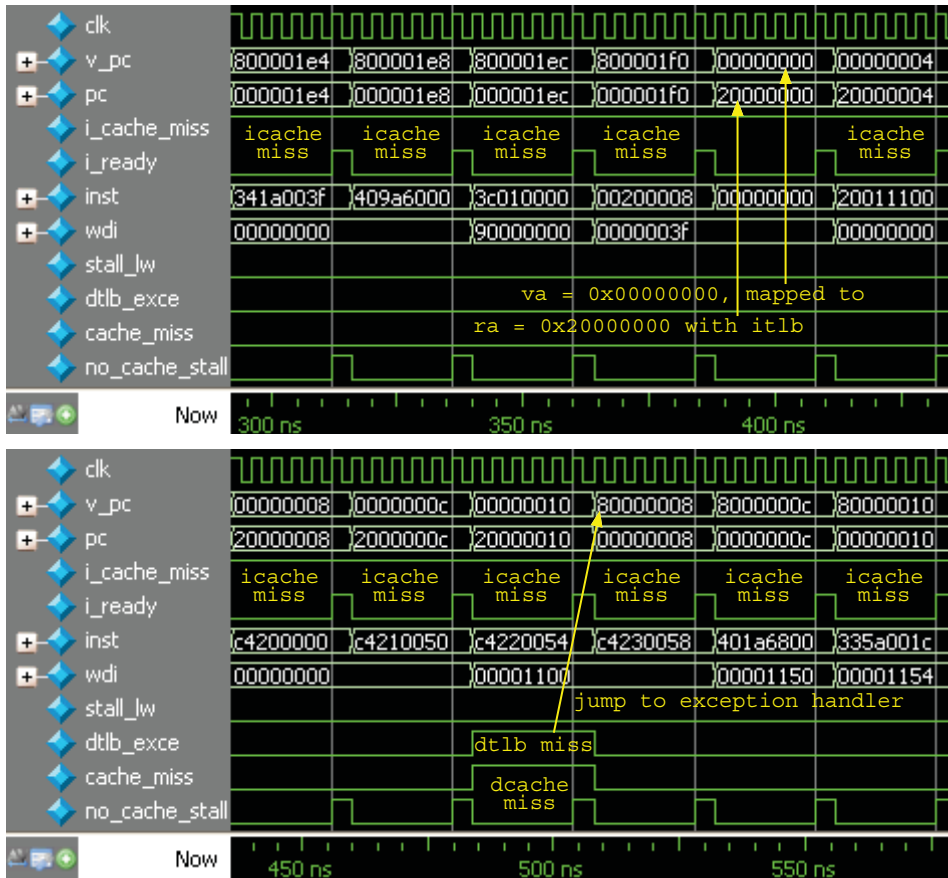 clk
v_pc 800001e4 800001e8 800001ec 800001f0 00000000 00000004
pc 000001e4 000001e8 000001ec 000001f0 20000000 20000004
i_cache_miss icache icache icache icache icache
miss miss miss miss miss
i_ready
inst 341a003f 409a6000 3c010000 00200008 00000000 20011100
wdi 00000000 90000000 0000003f 00000000
stall_lw
dtlb_exce va = 0x00000000, mapped to
cache_miss ra = 0x20000000 with itlb
no_cache_stall
Now 300 ns 350 ns 400 ns
clk
v_pc 00000008 0000000c 00000010 80000008 8000000c 80000010
pc 20000008 2000000c 20000010 00000008 0000000c 00000010
i_cache_miss icache icache icache icache icache icache
miss miss miss miss miss miss
i_ready
inst c4200000 c4210050 c4220054 c4230058 401a6800 335a001c
wdi 00000000 00001100 00001150 00001154
stall_lw jump to exception handler
dtlb_exce dtlb miss
cache_miss dcache
miss
no_cache_stall
Now 450 ns 500 ns 550 ns